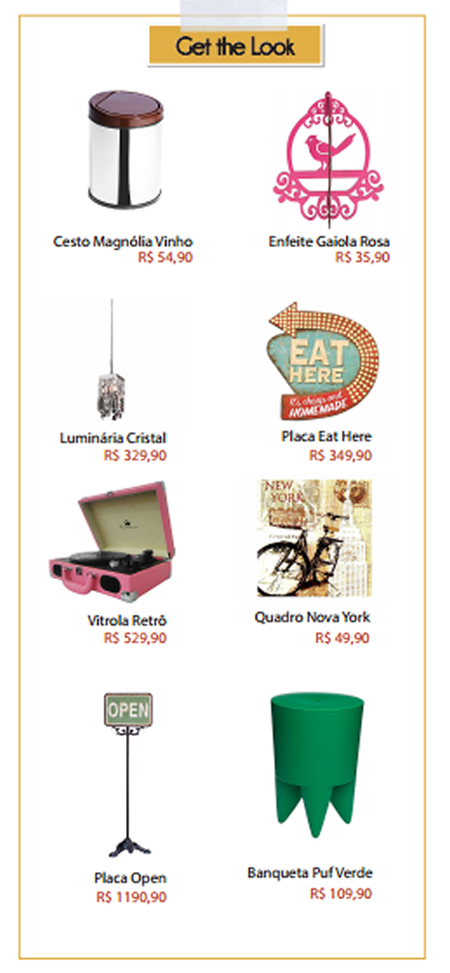 Get the Look
Cesto Magnólia Vinho
R$ 54,90
Enfeite Gaiola Rosa
R$ 35,90
EAT
HERE
It's cheap and
HOMEMADE
Luminária Cristal
R$ 329,90
Placa Eat Here
R$ 349,90
NEW
YORK
Vitrola Retrô
R$ 529,90
Quadro Nova York
R$ 49,90
OPEN
Placa Open
R$ 1190,90
Banqueta Puf Verde
R$ 109,90